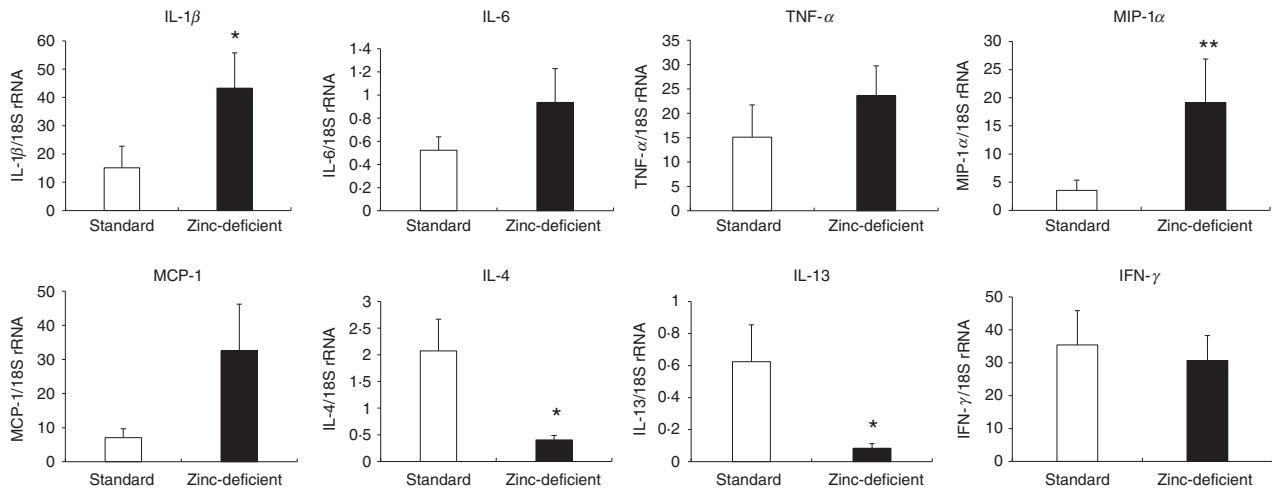 IL-1β
IL-1β/18S rRNA
60
50
40
30
20
10
0
*
Standard
Zinc-deficient
IL-6
IL-6/18S rRNA
1·4
1·2
1
0·8
0·6
0·4
0·2
0
Standard
Zinc-deficient
TNF-α
TNF-α/18S rRNA
35
30
25
20
15
10
5
0
Standard
Zinc-deficient
MIP-1α
MIP-1α/18S rRNA
30
25
20
15
10
5
0
**
Standard
Zinc-deficient
MCP-1
MCP-1/18S rRNA
50
40
30
20
10
0
Standard
Zinc-deficient
IL-4
IL-4/18S rRNA
3
2·5
2
1·5
1
0·5
0
*
Standard
Zinc-deficient
IL-13
IL-13/18S rRNA
1
0·8
0·6
0·4
0·2
0
*
Standard
Zinc-deficient
IFN-γ
IFN-γ/18S rRNA
50
40
30
20
10
0
Standard
Zinc-deficient